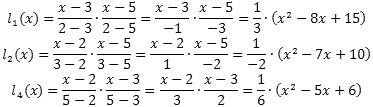 l₁(x) = (x − 3)/(2 − 3) · (x − 5)/(2 − 5) = (x − 3)/(−1) · (x − 5)/(−3) = 1/3 · (x² − 8x + 15)
l₂(x) = (x − 2)/(3 − 2) · (x − 5)/(3 − 5) = (x − 2)/1 · (x − 5)/(−2) = 1/(−2) · (x² − 7x + 10)
l₄(x) = (x − 2)/(5 − 2) · (x − 3)/(5 − 3) = (x − 2)/3 · (x − 3)/2 = 1/6 · (x² − 5x + 6)